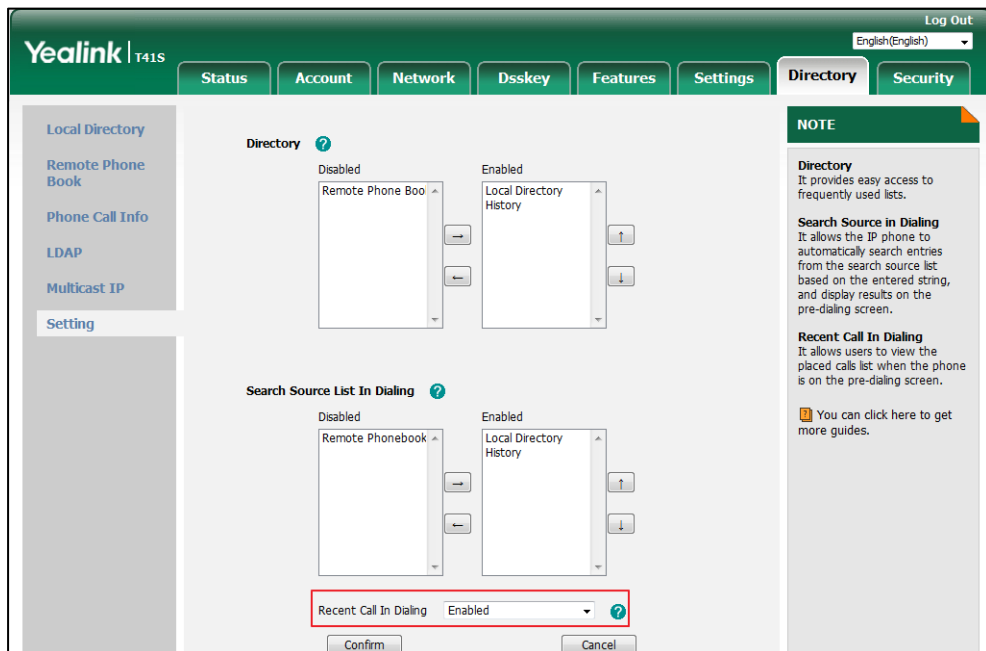 Log Out
English(English)
Yealink | T41S
Status
Account
Network
Dsskey
Features
Settings
Directory
Security
Local Directory
Remote Phone
Book
Phone Call Info
LDAP
Multicast IP
Setting
Directory ?
Disabled
Enabled
Remote Phone Boo
Local Directory
History
→
←
↑
↓
Search Source List In Dialing ?
Disabled
Enabled
Remote Phonebook
Local Directory
History
→
←
↑
↓
Recent Call In Dialing Enabled ?
Confirm
Cancel
NOTE
Directory
It provides easy access to
frequently used lists.
Search Source in Dialing
It allows the IP phone to
automatically search entries
from the search source list
based on the entered string,
and display results on the
pre-dialing screen.
Recent Call In Dialing
It allows users to view the
placed calls list when the phone
is on the pre-dialing screen.
? You can click here to get
more guides.